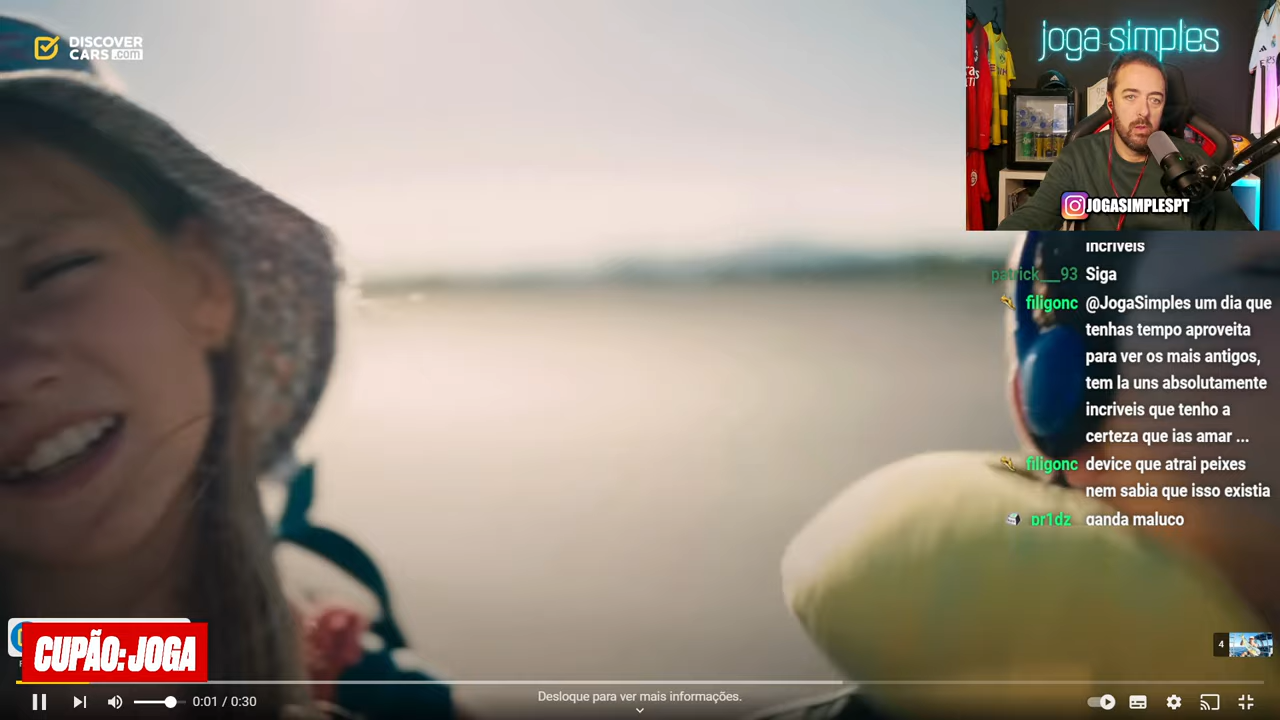 DISCOVER
CARS.com
joga simples
JOGASIMPLESPT
incriveis
patrick__93 Siga
filigonc @JogaSimples um dia que
tenhas tempo aproveita
para ver os mais antigos,
tem la uns absolutamente
incriveis que tenho a
certeza que ias amar ...
filigonc device que atrai peixes
nem sabia que isso existia
pr1dz ganda maluco
4
CUPÃO: JOGA
0:01 / 0:30
Desloque para ver mais informações.